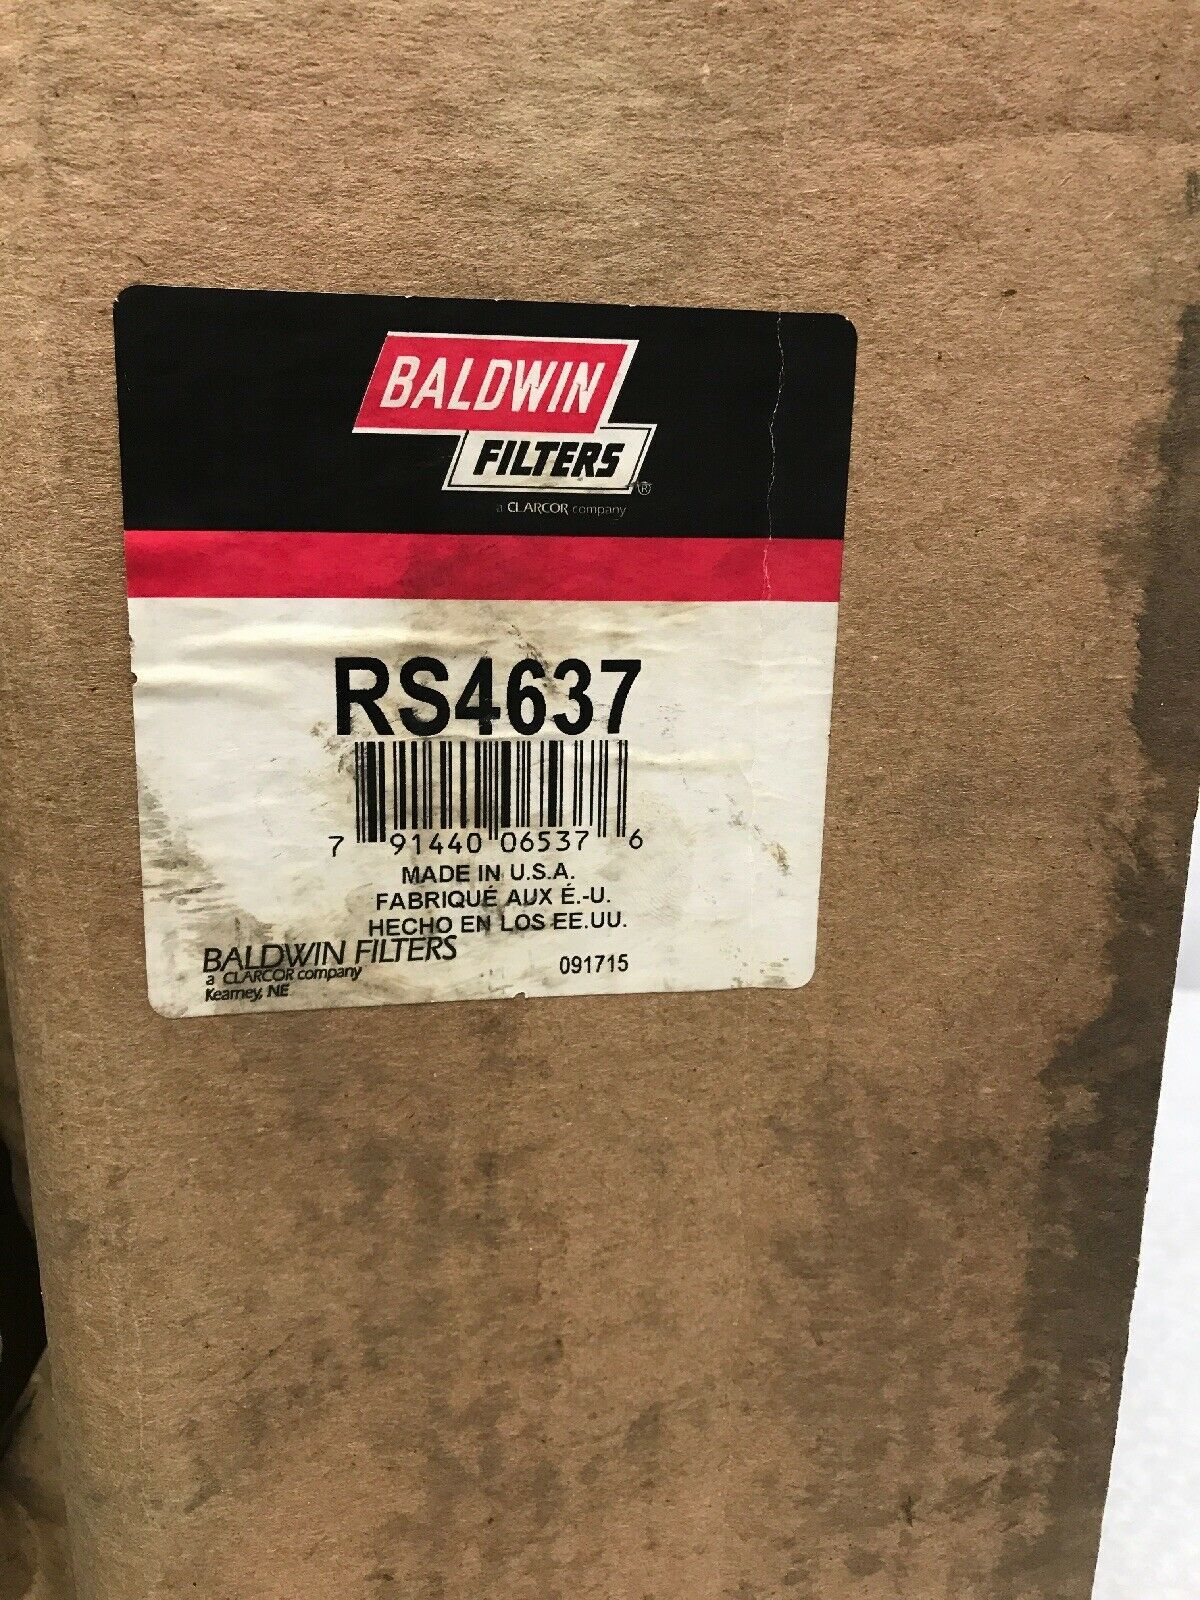 BALDWIN
FILTERS
®
a CLARCOR company
RS4637
7 91440 06537 6
MADE IN U.S.A.
FABRIQUÉ AUX É.-U.
HECHO EN LOS EE.UU.
BALDWIN FILTERS
a CLARCOR company
Kearney, NE
091715